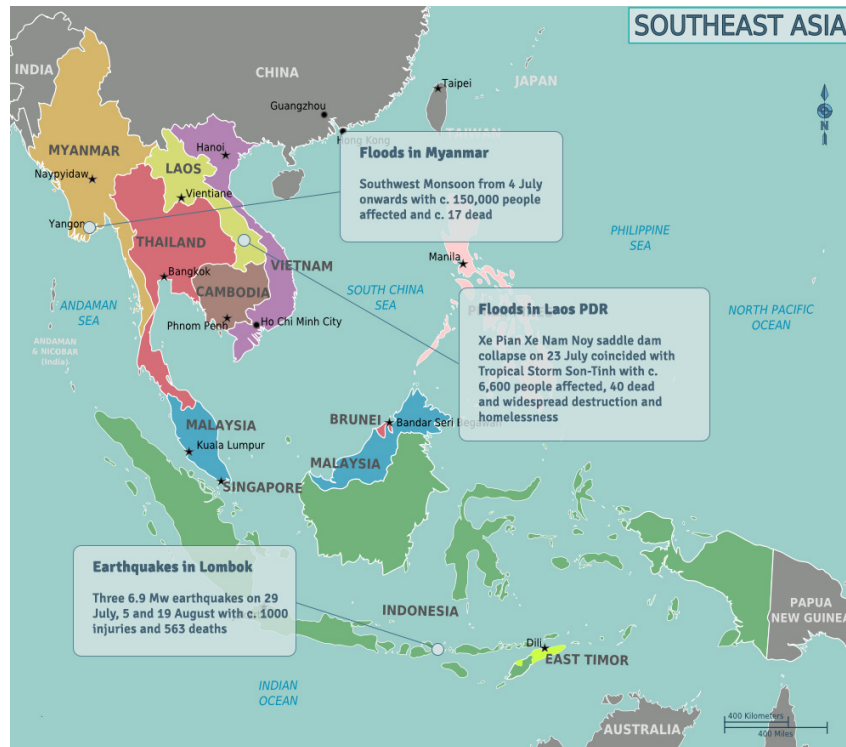 SOUTHEAST ASIA
INDIA
CHINA
JAPAN
Taipei
Guangzhou
Hong Kong
TAIWAN
N
Hanoi
MYANMAR
LAOS
Naypyidaw
Vientiane
Yangon
THAILAND
Floods in Myanmar
Southwest Monsoon from 4 July
onwards with c. 150,000 people
affected and c. 17 dead
PHILIPPINE
SEA
Manila
VIETNAM
Bangkok
CAMBODIA
SOUTH CHINA
SEA
ANDAMAN
SEA
NORTH PACIFIC
OCEAN
Phnom Penh
Ho Chi Minh City
ANDAMAN
& NICOBAR
(India)
Floods in Laos PDR
Xe Pian Xe Nam Noy saddle dam
collapse on 23 July coincided with
Tropical Storm Son-Tinh with c.
6,600 people affected, 40 dead
and widespread destruction and
homelessness
MALAYSIA
BRUNEI
Bandar Seri Begawan
Kuala Lumpur
MALAYSIA
SINGAPORE
Earthquakes in Lombok
Three 6.9 Mw earthquakes on 29
July, 5 and 19 August with c. 1000
injuries and 563 deaths
INDONESIA
PAPUA
NEW GUINEA
Dili
EAST TIMOR
INDIAN
OCEAN
400 Kilometers
400 Miles
AUSTRALIA